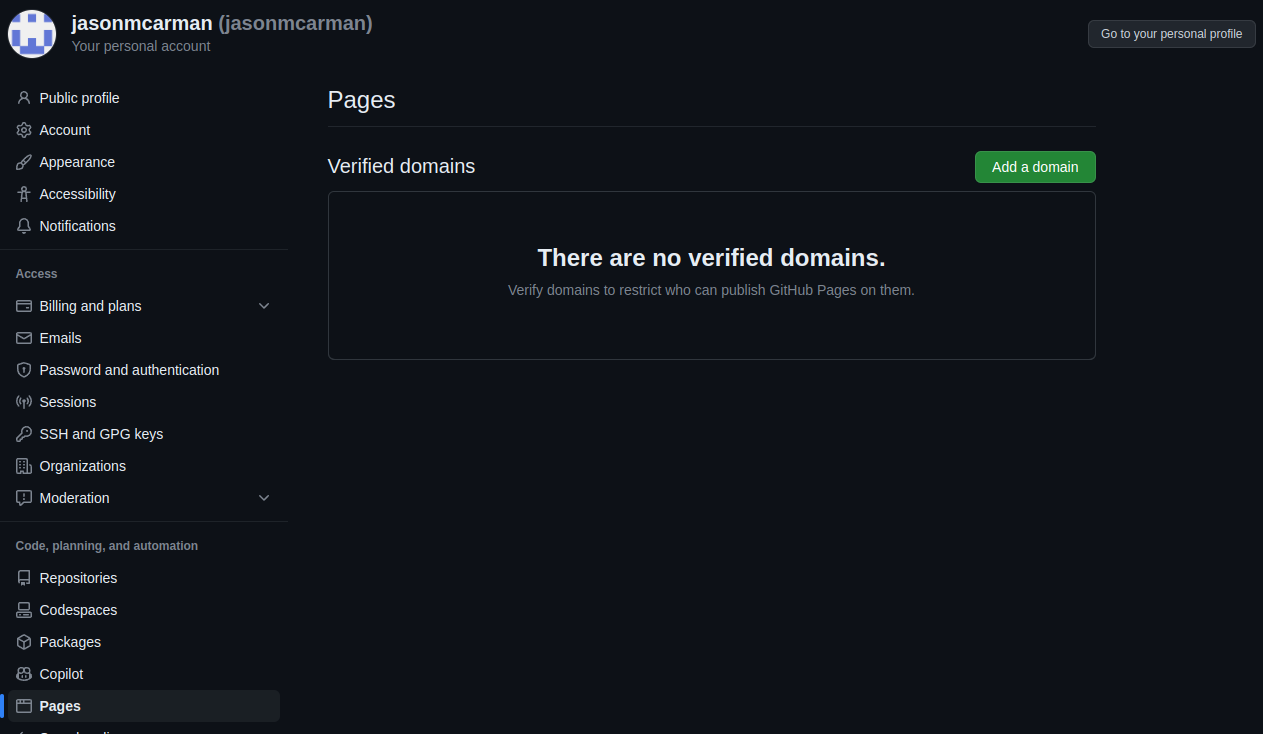 jasonmcarman (jasonmcarman)
Your personal account
Go to your personal profile
Public profile
Account
Appearance
Accessibility
Notifications
Access
Billing and plans
Emails
Password and authentication
Sessions
SSH and GPG keys
Organizations
Moderation
Code, planning, and automation
Repositories
Codespaces
Packages
Copilot
Pages
Pages
Verified domains
Add a domain
There are no verified domains.
Verify domains to restrict who can publish GitHub Pages on them.